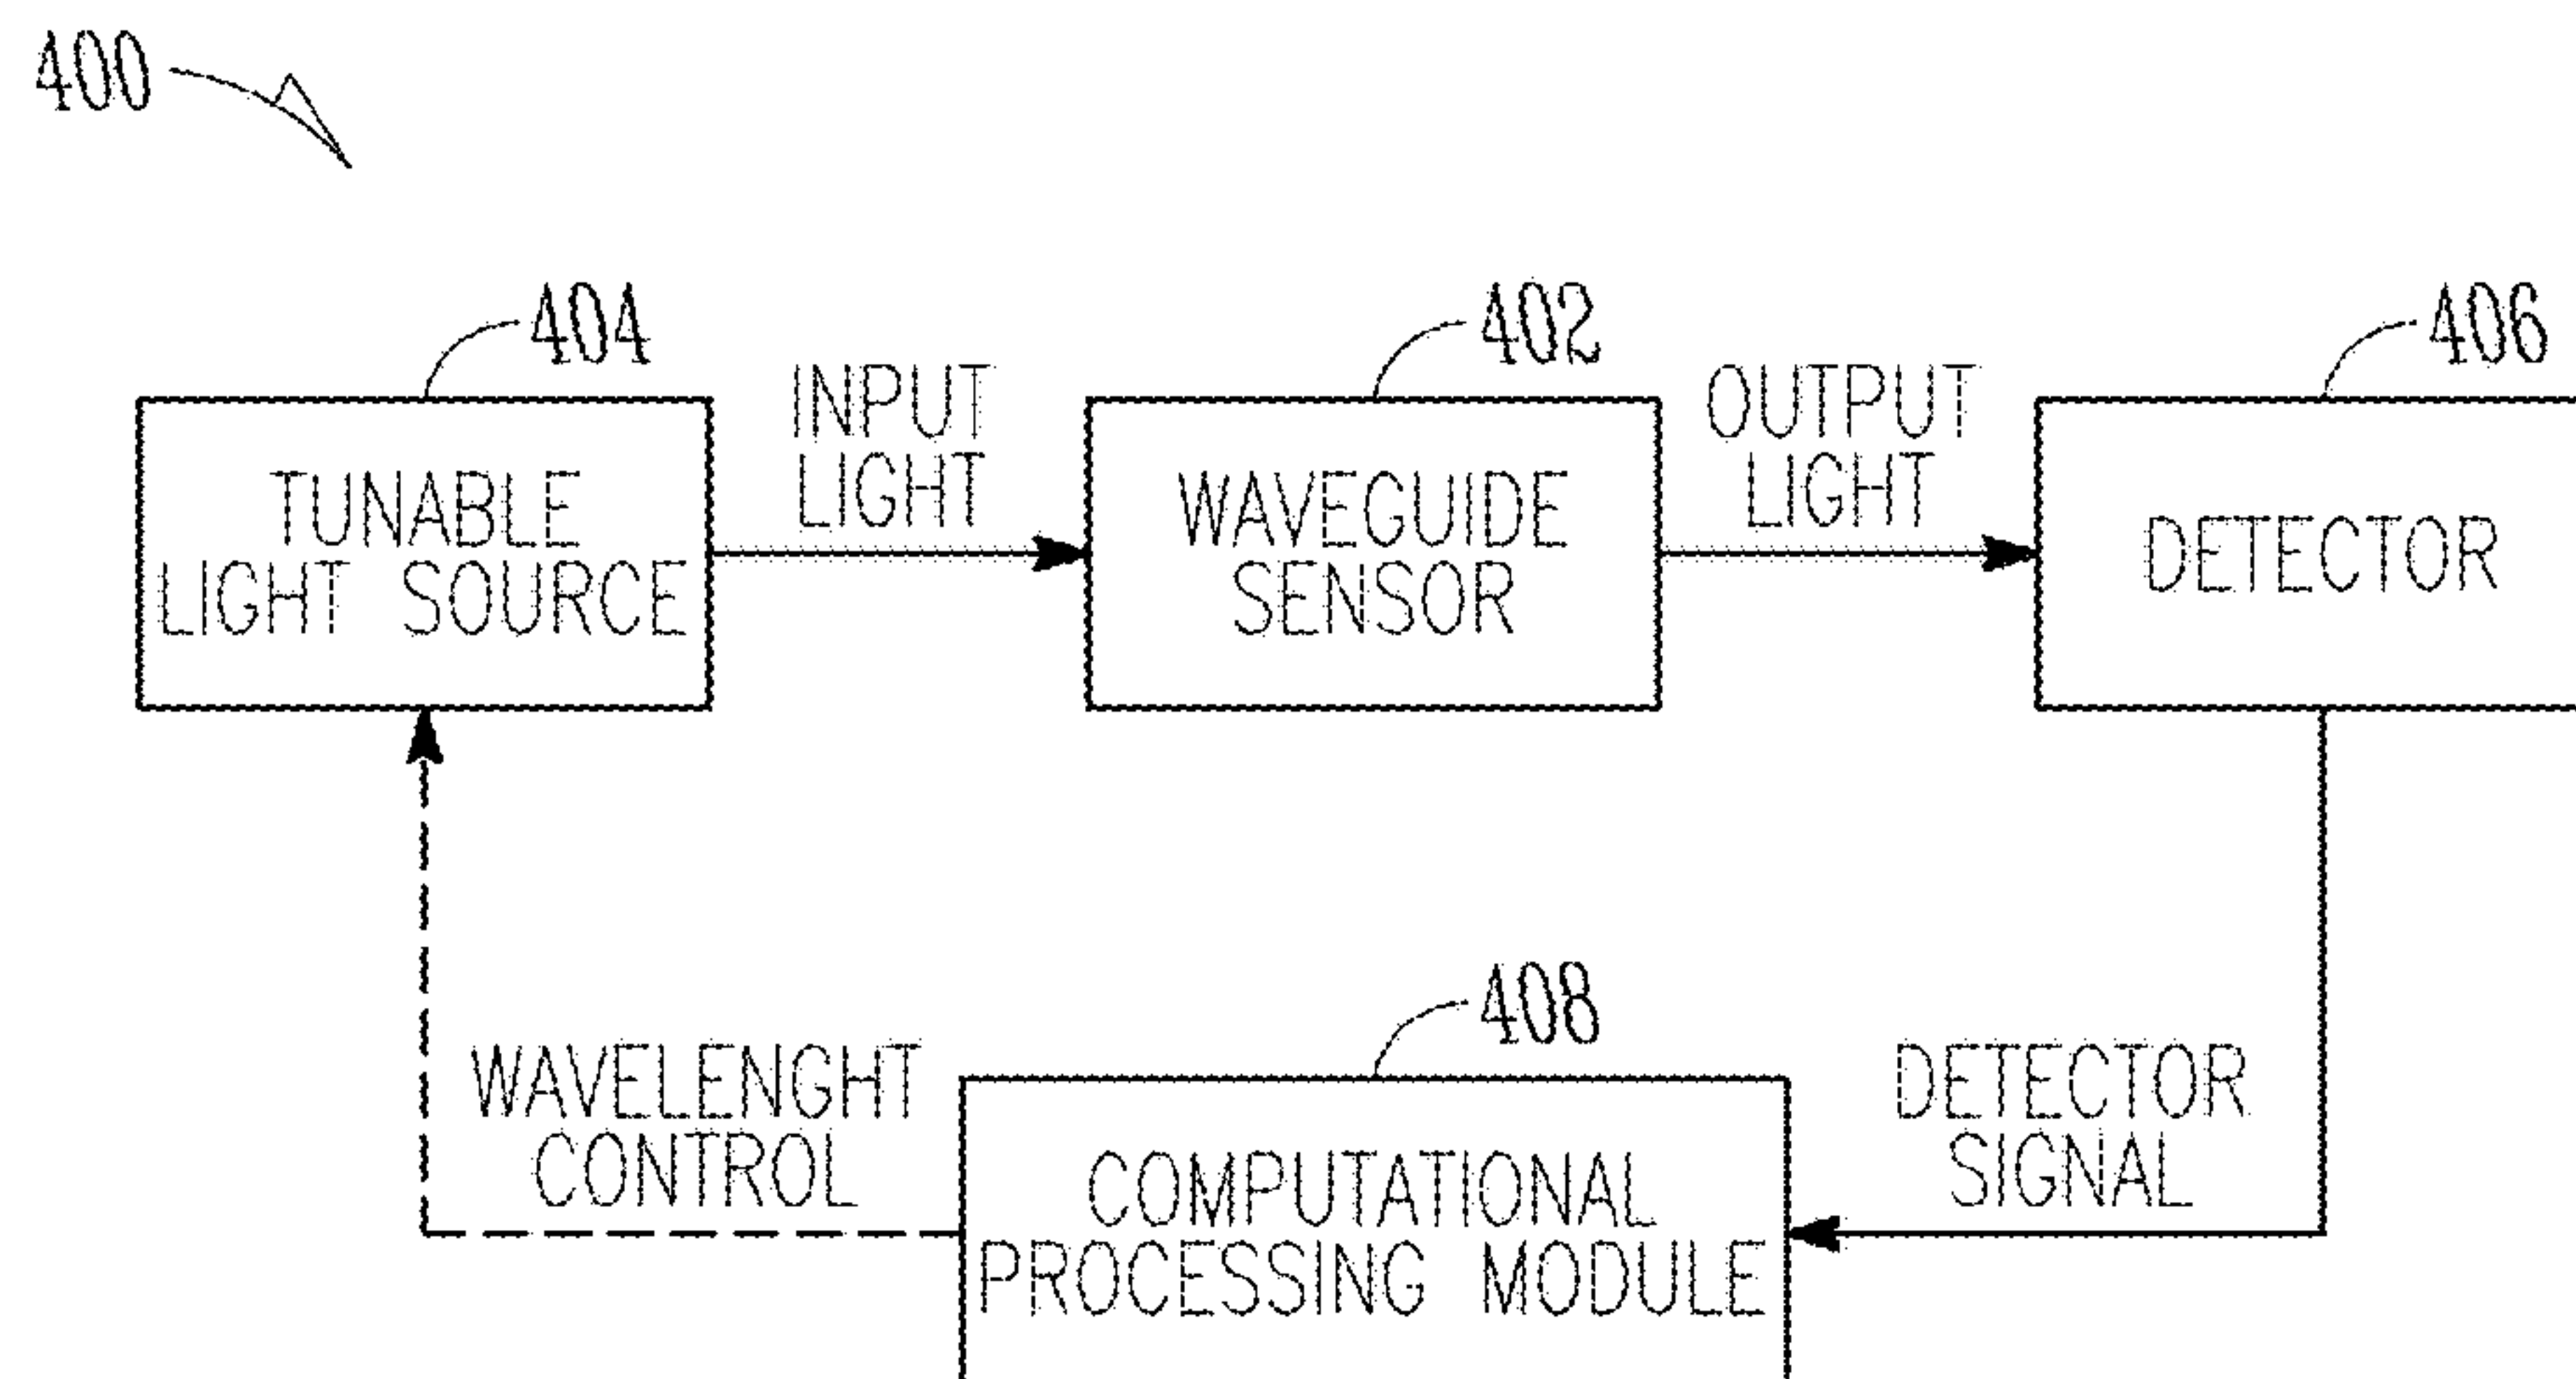 400
404
402
406
INPUT
LIGHT
OUTPUT
LIGHT
TUNABLE
LIGHT SOURCE
WAVEGUIDE
SENSOR
DETECTOR
408
WAVELENGHT
CONTROL
DETECTOR
SIGNAL
COMPUTATIONAL
PROCESSING MODULE